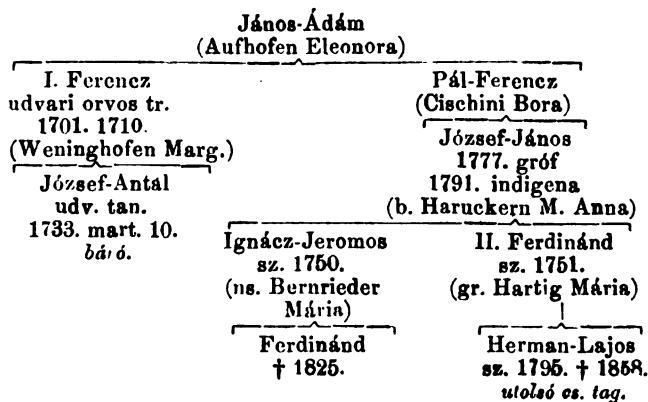 János-Ádám
(Aufhofen Eleonora)
I. Ferencz
udvari orvos tr.
1701. 1710.
(Weninghofen Marg.)
József-Antal
udv. tan.
1733. mart. 10.
báró.
Pál-Ferencz
(Cischini Bora)
József-János
1777. gróf
1791. indigena
(b. Haruckern M. Anna)
Ignácz-Jeromos
sz. 1750.
(ns. Bernrieder
Mária)
Ferdinánd
† 1825.
II. Ferdinánd
sz. 1751.
(gr. Hartig Mária)
Herman-Lajos
sz. 1795. † 1858.
utolsó cs. tag.